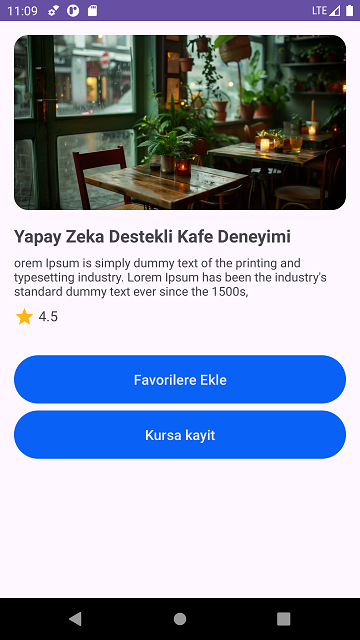 11:09
LTE
Yapay Zeka Destekli Kafe Deneyimi
orem Ipsum is simply dummy text of the printing and
typesetting industry. Lorem Ipsum has been the industry's
standard dummy text ever since the 1500s,
4.5
Favorilere Ekle
Kursa kayit